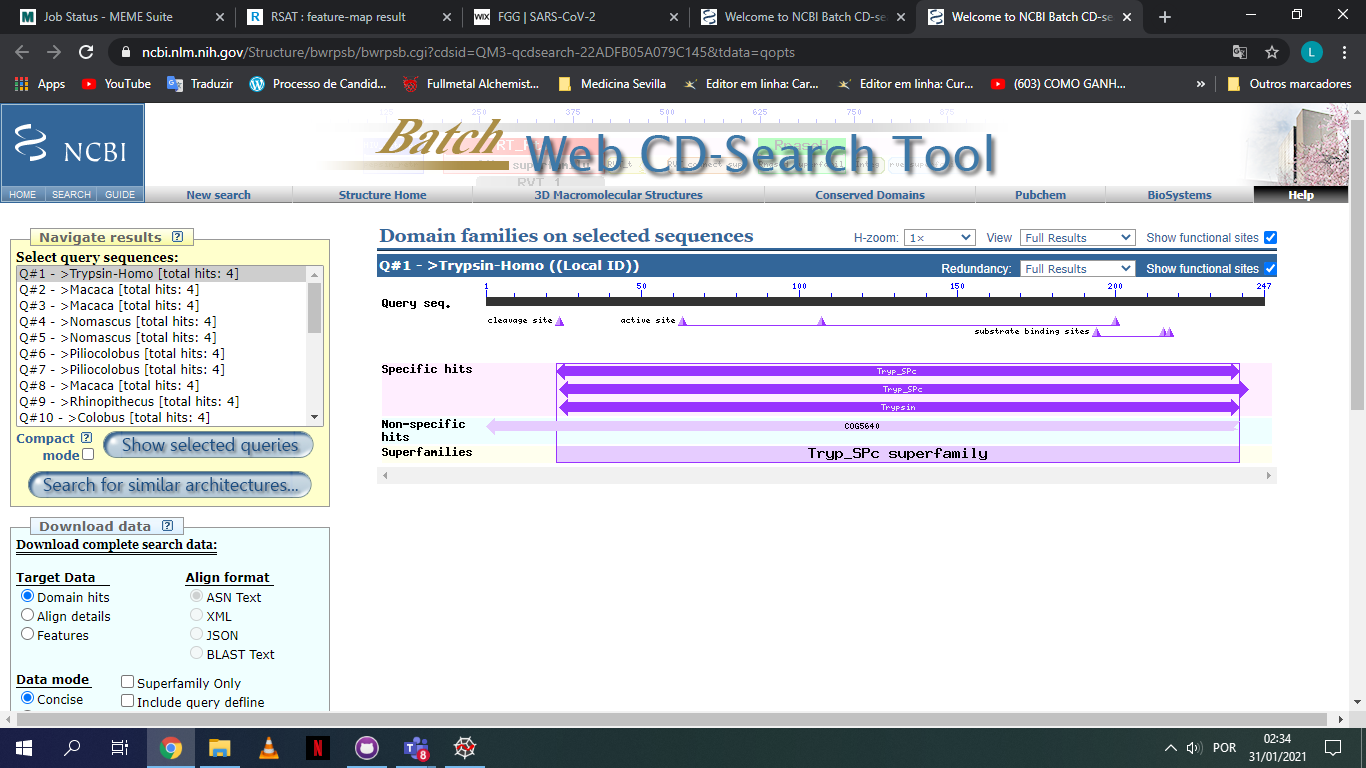 Job Status - MEME Suite
RSAT : feature-map result
FGG | SARS-CoV-2
Welcome to NCBI Batch CD-se
Welcome to NCBI Batch CD-se
ncbi.nlm.nih.gov/Structure/bwrpsb/bwrpsb.cgi?cdsid=QM3-qcdsearch-22ADFB05A079C145&tdata=qopts
L
Apps
YouTube
Traduzir
Processo de Candid...
Fullmetal Alchemist...
Medicina Sevilla
Editor em linha: Car...
Editor em linha: Cur...
(603) COMO GANH...
»
Outros marcadores
NCBI
HOME SEARCH GUIDE
250 375 500 625 750 875
Batch Web CD-Search Tool
RVT_1
New search
Structure Home
3D Macromolecular Structures
Conserved Domains
Pubchem
BioSystems
Help
Navigate results ?
Select query sequences:
Q#1 - >Trypsin-Homo [total hits: 4]
Q#2 - >Macaca [total hits: 4]
Q#3 - >Macaca [total hits: 4]
Q#4 - >Nomascus [total hits: 4]
Q#5 - >Nomascus [total hits: 4]
Q#6 - >Piliocolobus [total hits: 4]
Q#7 - >Piliocolobus [total hits: 4]
Q#8 - >Macaca [total hits: 4]
Q#9 - >Rhinopithecus [total hits: 4]
Q#10 - >Colobus [total hits: 4]
Compact ?
mode
Show selected queries
Search for similar architectures...
Download data ?
Download complete search data:
Target Data
Align format
Domain hits
ASN Text
Align details
XML
Features
JSON
BLAST Text
Data mode
Superfamily Only
Concise
Include query defline
Domain families on selected sequences
H-zoom: 1×
View Full Results
Show functional sites
Q#1 - >Trypsin-Homo ((Local ID))
Redundancy: Full Results
Show functional sites
1 50 100 150 200 247
Query seq.
cleavage site
active site
substrate binding sites
Specific hits
Tryp_SPc
Tryp_SPc
Trypsin
Non-specific
hits
COG5640
Superfamilies
Tryp_SPc superfamily
N
8
POR
02:34
31/01/2021